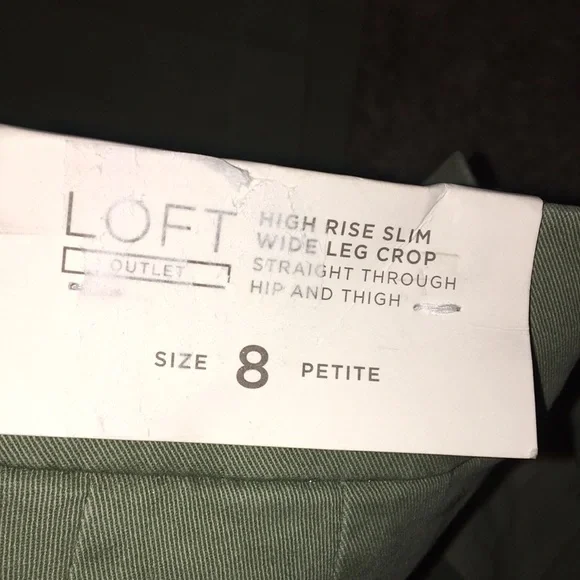 LOFT
OUTLET
HIGH RISE SLIM
WIDE LEG CROP
STRAIGHT THROUGH
HIP AND THIGH
SIZE 8 PETITE